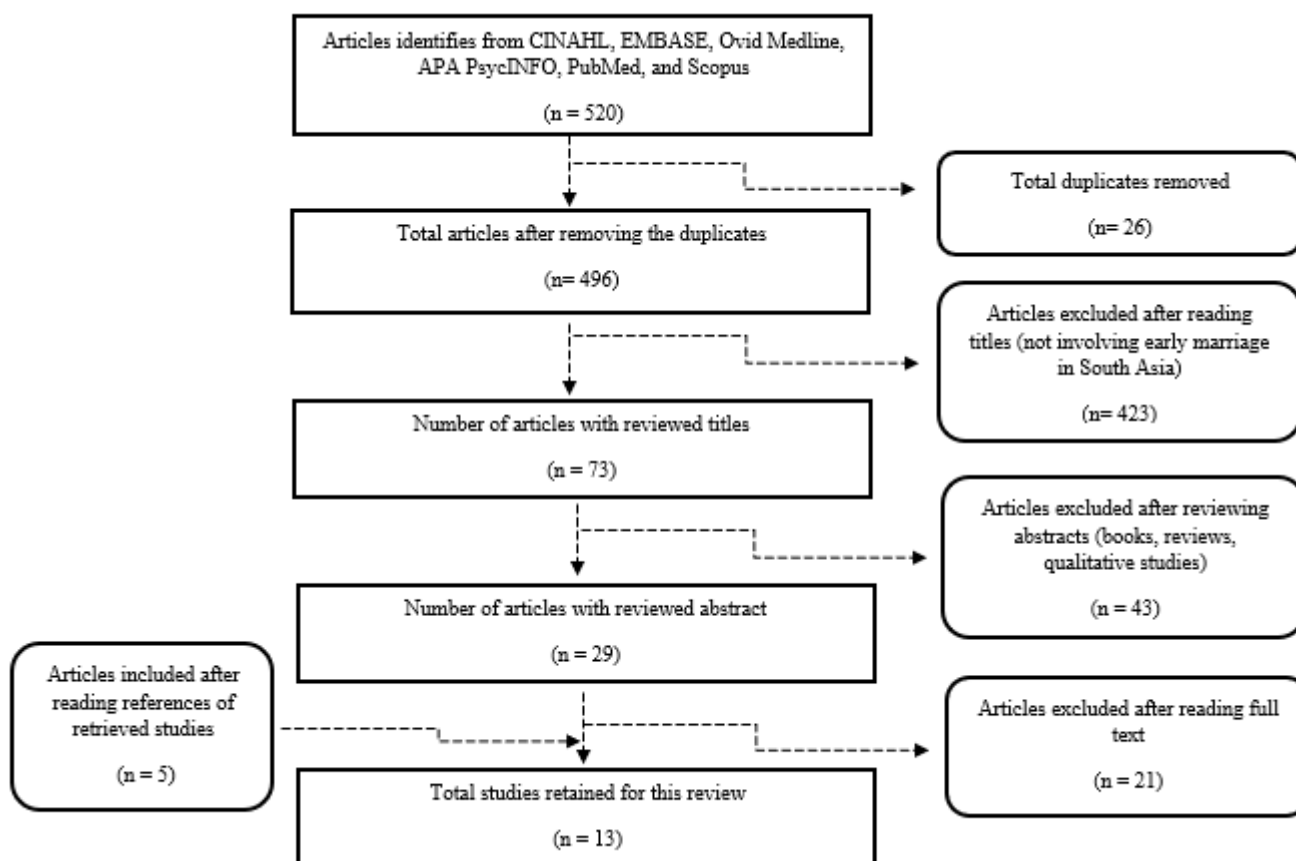 Articles identifies from CINAHL, EMBASE, Ovid Medline,
APA PsycINFO, PubMed, and Scopus
(n = 520)
Total duplicates removed
(n= 26)
Total articles after removing the duplicates
(n= 496)
Articles excluded after reading
titles (not involving early marriage
in South Asia)
(n= 423)
Number of articles with reviewed titles
(n = 73)
Articles excluded after reviewing
abstracts (books, reviews,
qualitative studies)
(n = 43)
Number of articles with reviewed abstract
(n = 29)
Articles included after
reading references of
retrieved studies
(n = 5)
Articles excluded after reading full
text
(n = 21)
Total studies retained for this review
(n = 13)